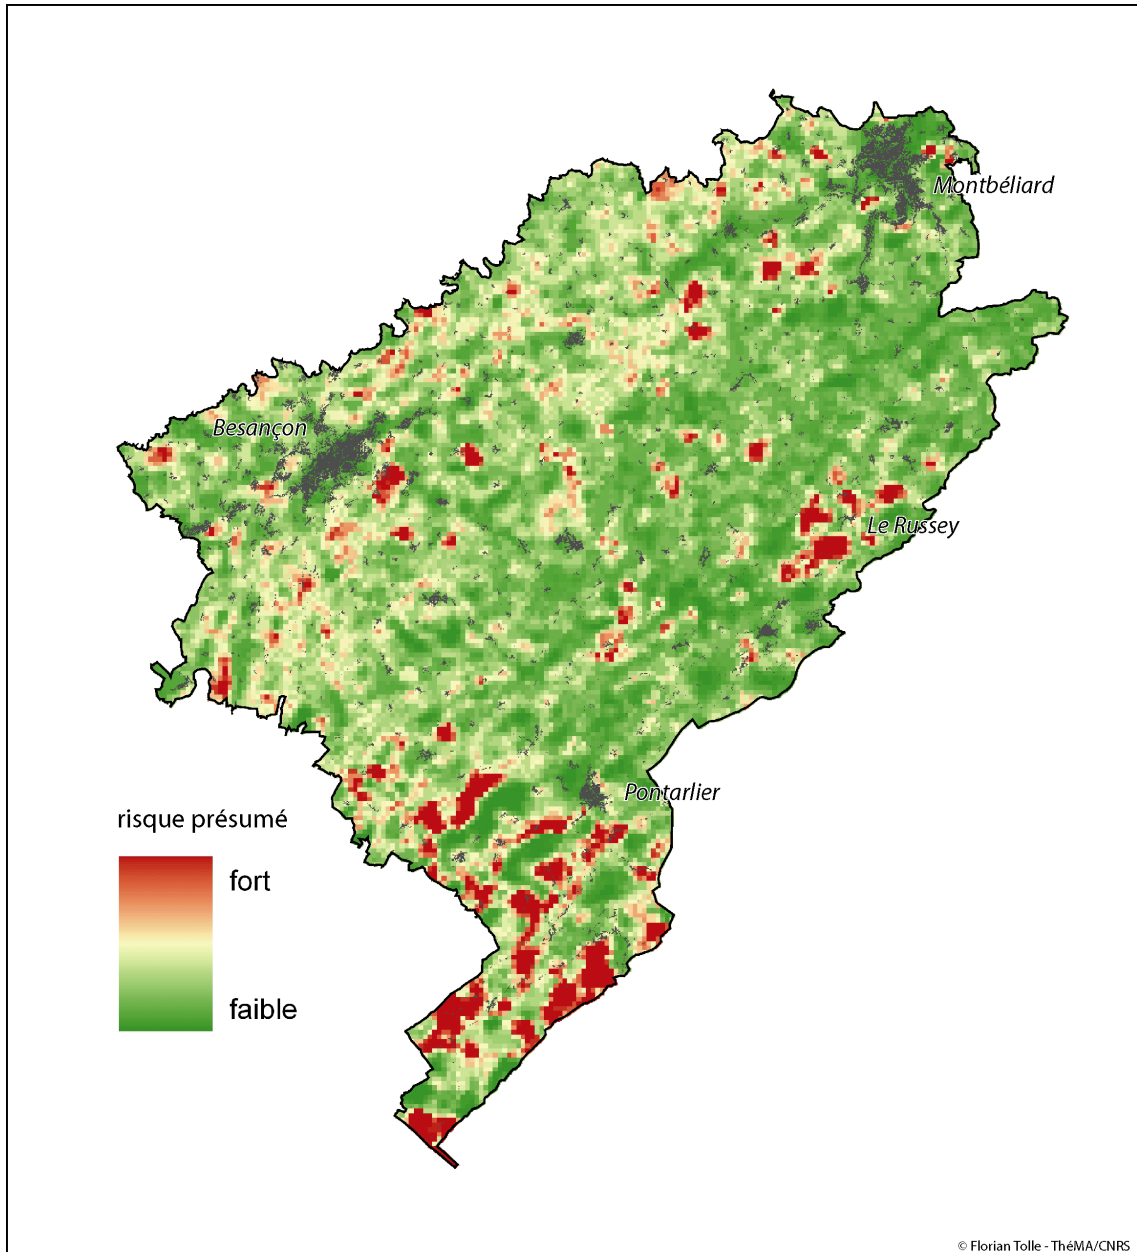 Montbéliard
Besançon
Le Russey
Pontarlier
risque présumé
fort
faible
© Florian Tolle - ThéMA/CNRS